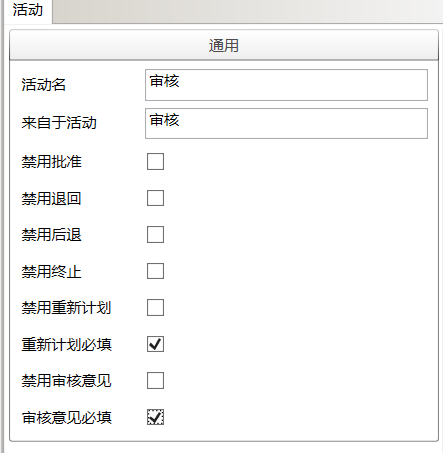 活动
通用
活动名 审核
来自于活动 审核
禁用批准
禁用退回
禁用后退
禁用终止
禁用重新计划
重新计划必填
禁用审核意见
审核意见必填